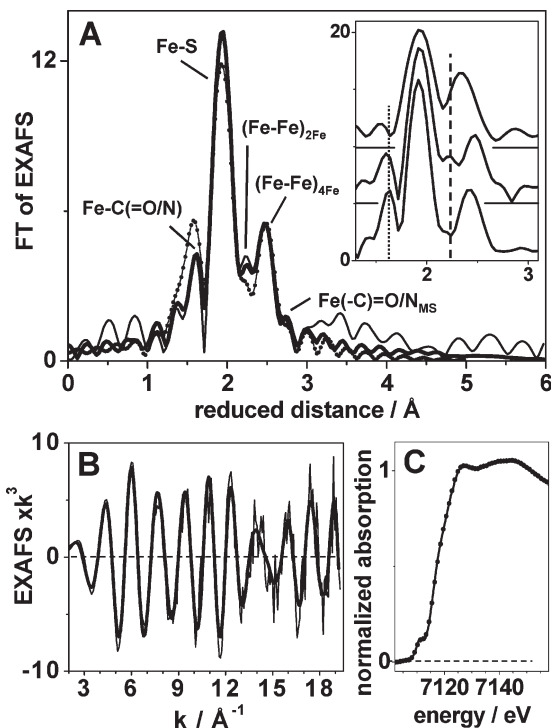 A
12
0
FT of EXAFS
Fe-S
(Fe-Fe)2Fe
(Fe-Fe)4Fe
Fe-C(=O/N)
Fe(-C)=O/NMS
20
0
2 3
0 1 2 3 4 5 6
reduced distance / Å
B
10
0
-10
EXAFS xk³
3 6 9 12 15 18
k / Å⁻¹
C
1
0
normalized absorption
7120 7140
energy / eV